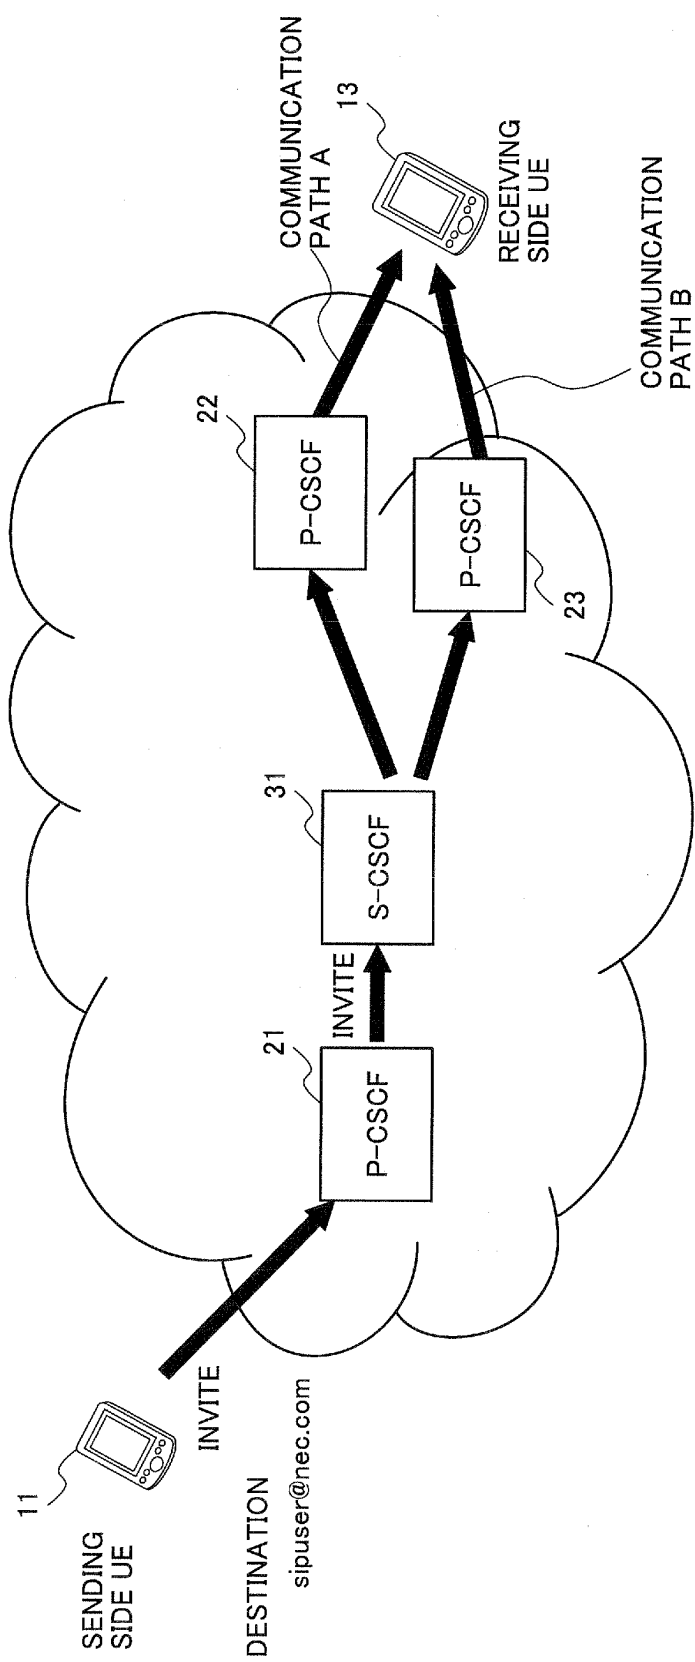 11
SENDING
SIDE UE
INVITE
DESTINATION
sipuser@nec.com
21
P-CSCF
INVITE
31
S-CSCF
22
P-CSCF
P-CSCF
23
COMMUNICATION
PATH A
13
RECEIVING
SIDE UE
COMMUNICATION
PATH B